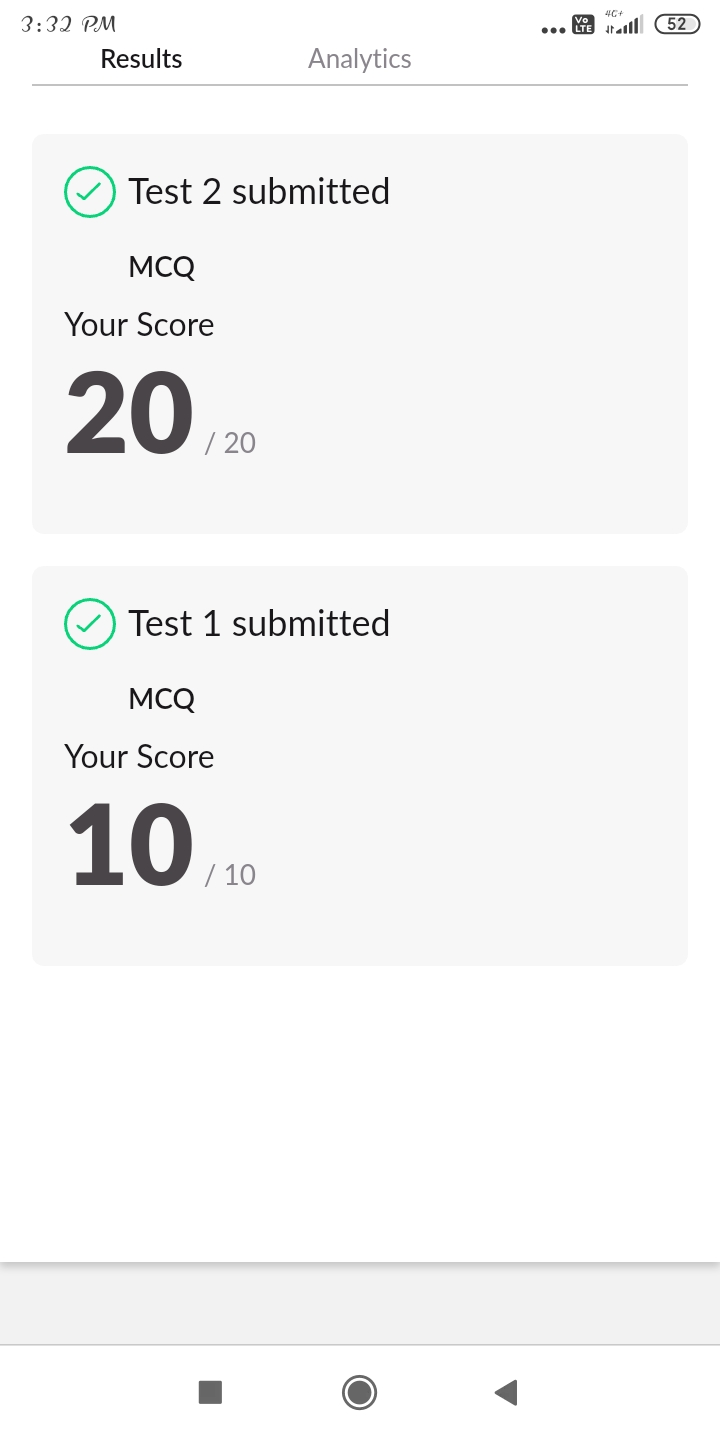 3:32 PM
Vo LTE
4G+
52
Results
Analytics
Test 2 submitted
MCQ
Your Score
20 / 20
Test 1 submitted
MCQ
Your Score
10 / 10